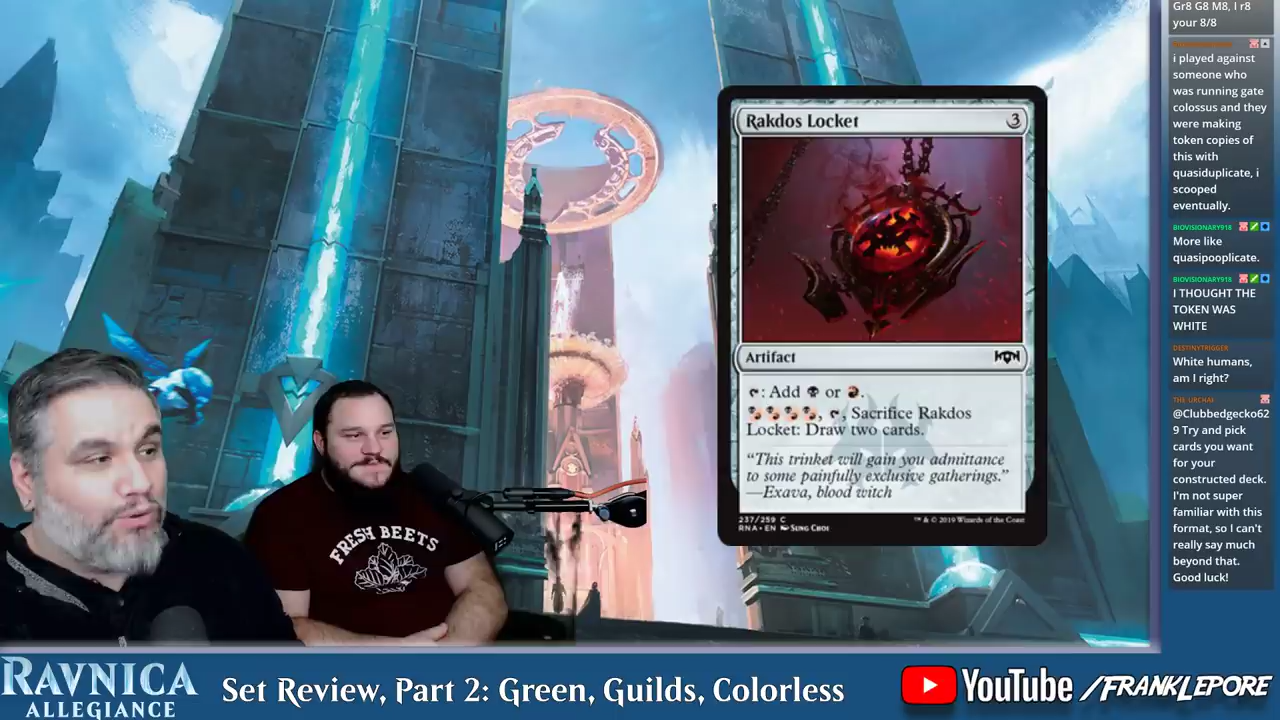 Gr8 G8 M8, I r8
your 8/8
i played against
someone who
was running gate
colossus and they
were making
token copies of
this with
quasiduplicate, i
scooped
eventually.
BIOVISIONARY918
More like
quasipooplicate.
BIOVISIONARY918
I THOUGHT THE
TOKEN WAS
WHITE
DESTINYTRIGGER
White humans,
am I right?
THE_URCHAI
@Clubbedgecko62
9 Try and pick
cards you want
for your
constructed deck.
I'm not super
familiar with this
format, so I can't
really say much
beyond that.
Good luck!
Rakdos Locket 3
Artifact
: Add or .
, , Sacrifice Rakdos
Locket: Draw two cards.
“This trinket will gain you admittance
to some painfully exclusive gatherings.”
—Exava, blood witch
237/259 C
RNA • EN Sung Choi
™ & © 2019 Wizards of the Coast
FRESH BEETS
RAVNICA
ALLEGIANCE
Set Review, Part 2: Green, Guilds, Colorless
YouTube /FRANKLEPORE